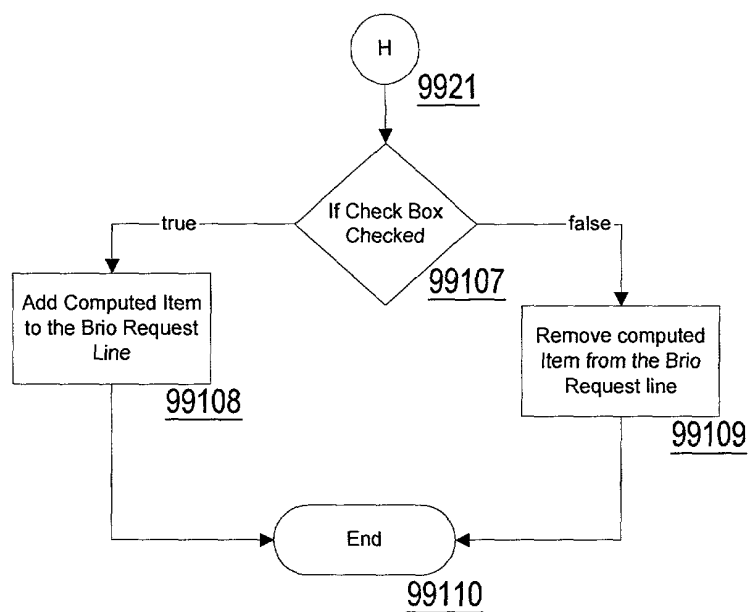 H
9921
If Check Box
Checked
true
false
99107
Add Computed Item
to the Brio Request
Line
99108
Remove computed
Item from the Brio
Request line
99109
End
99110